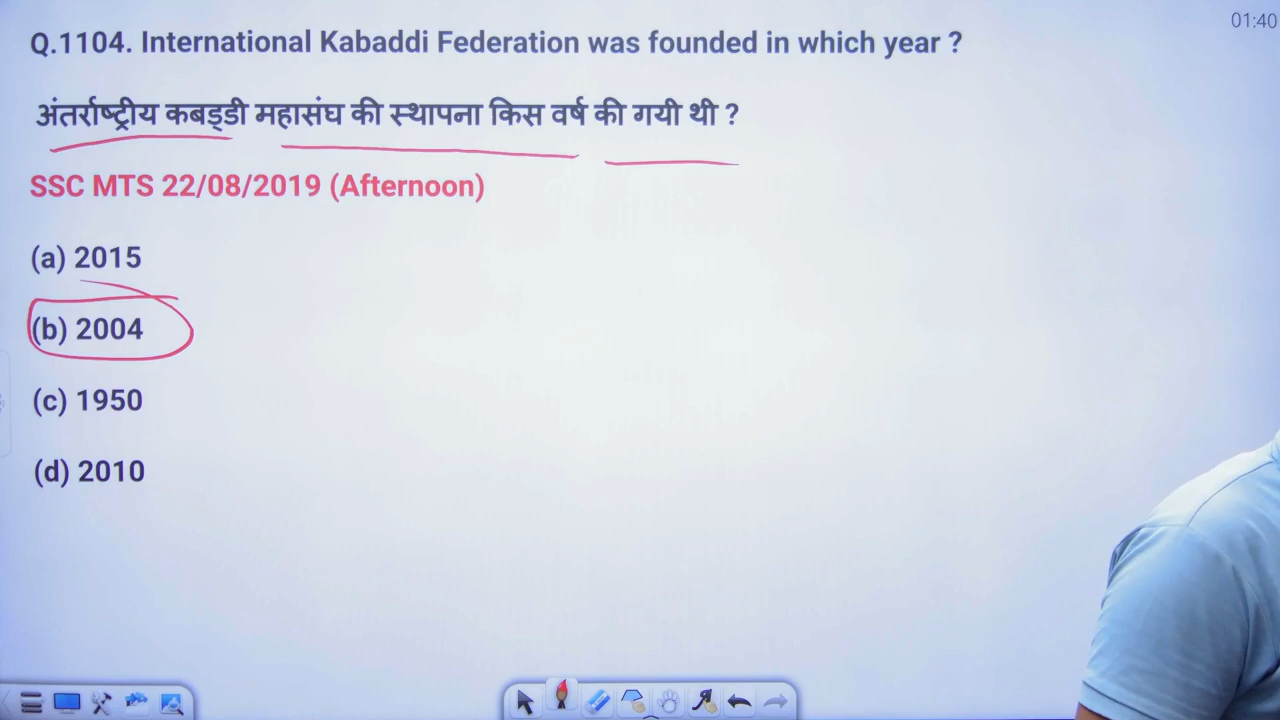 01:40
Q.1104. International Kabaddi Federation was founded in which year ?
अंतर्राष्ट्रीय कबड्डी महासंघ की स्थापना किस वर्ष की गयी थी ?
SSC MTS 22/08/2019 (Afternoon)
(a) 2015
(b) 2004
(c) 1950
(d) 2010